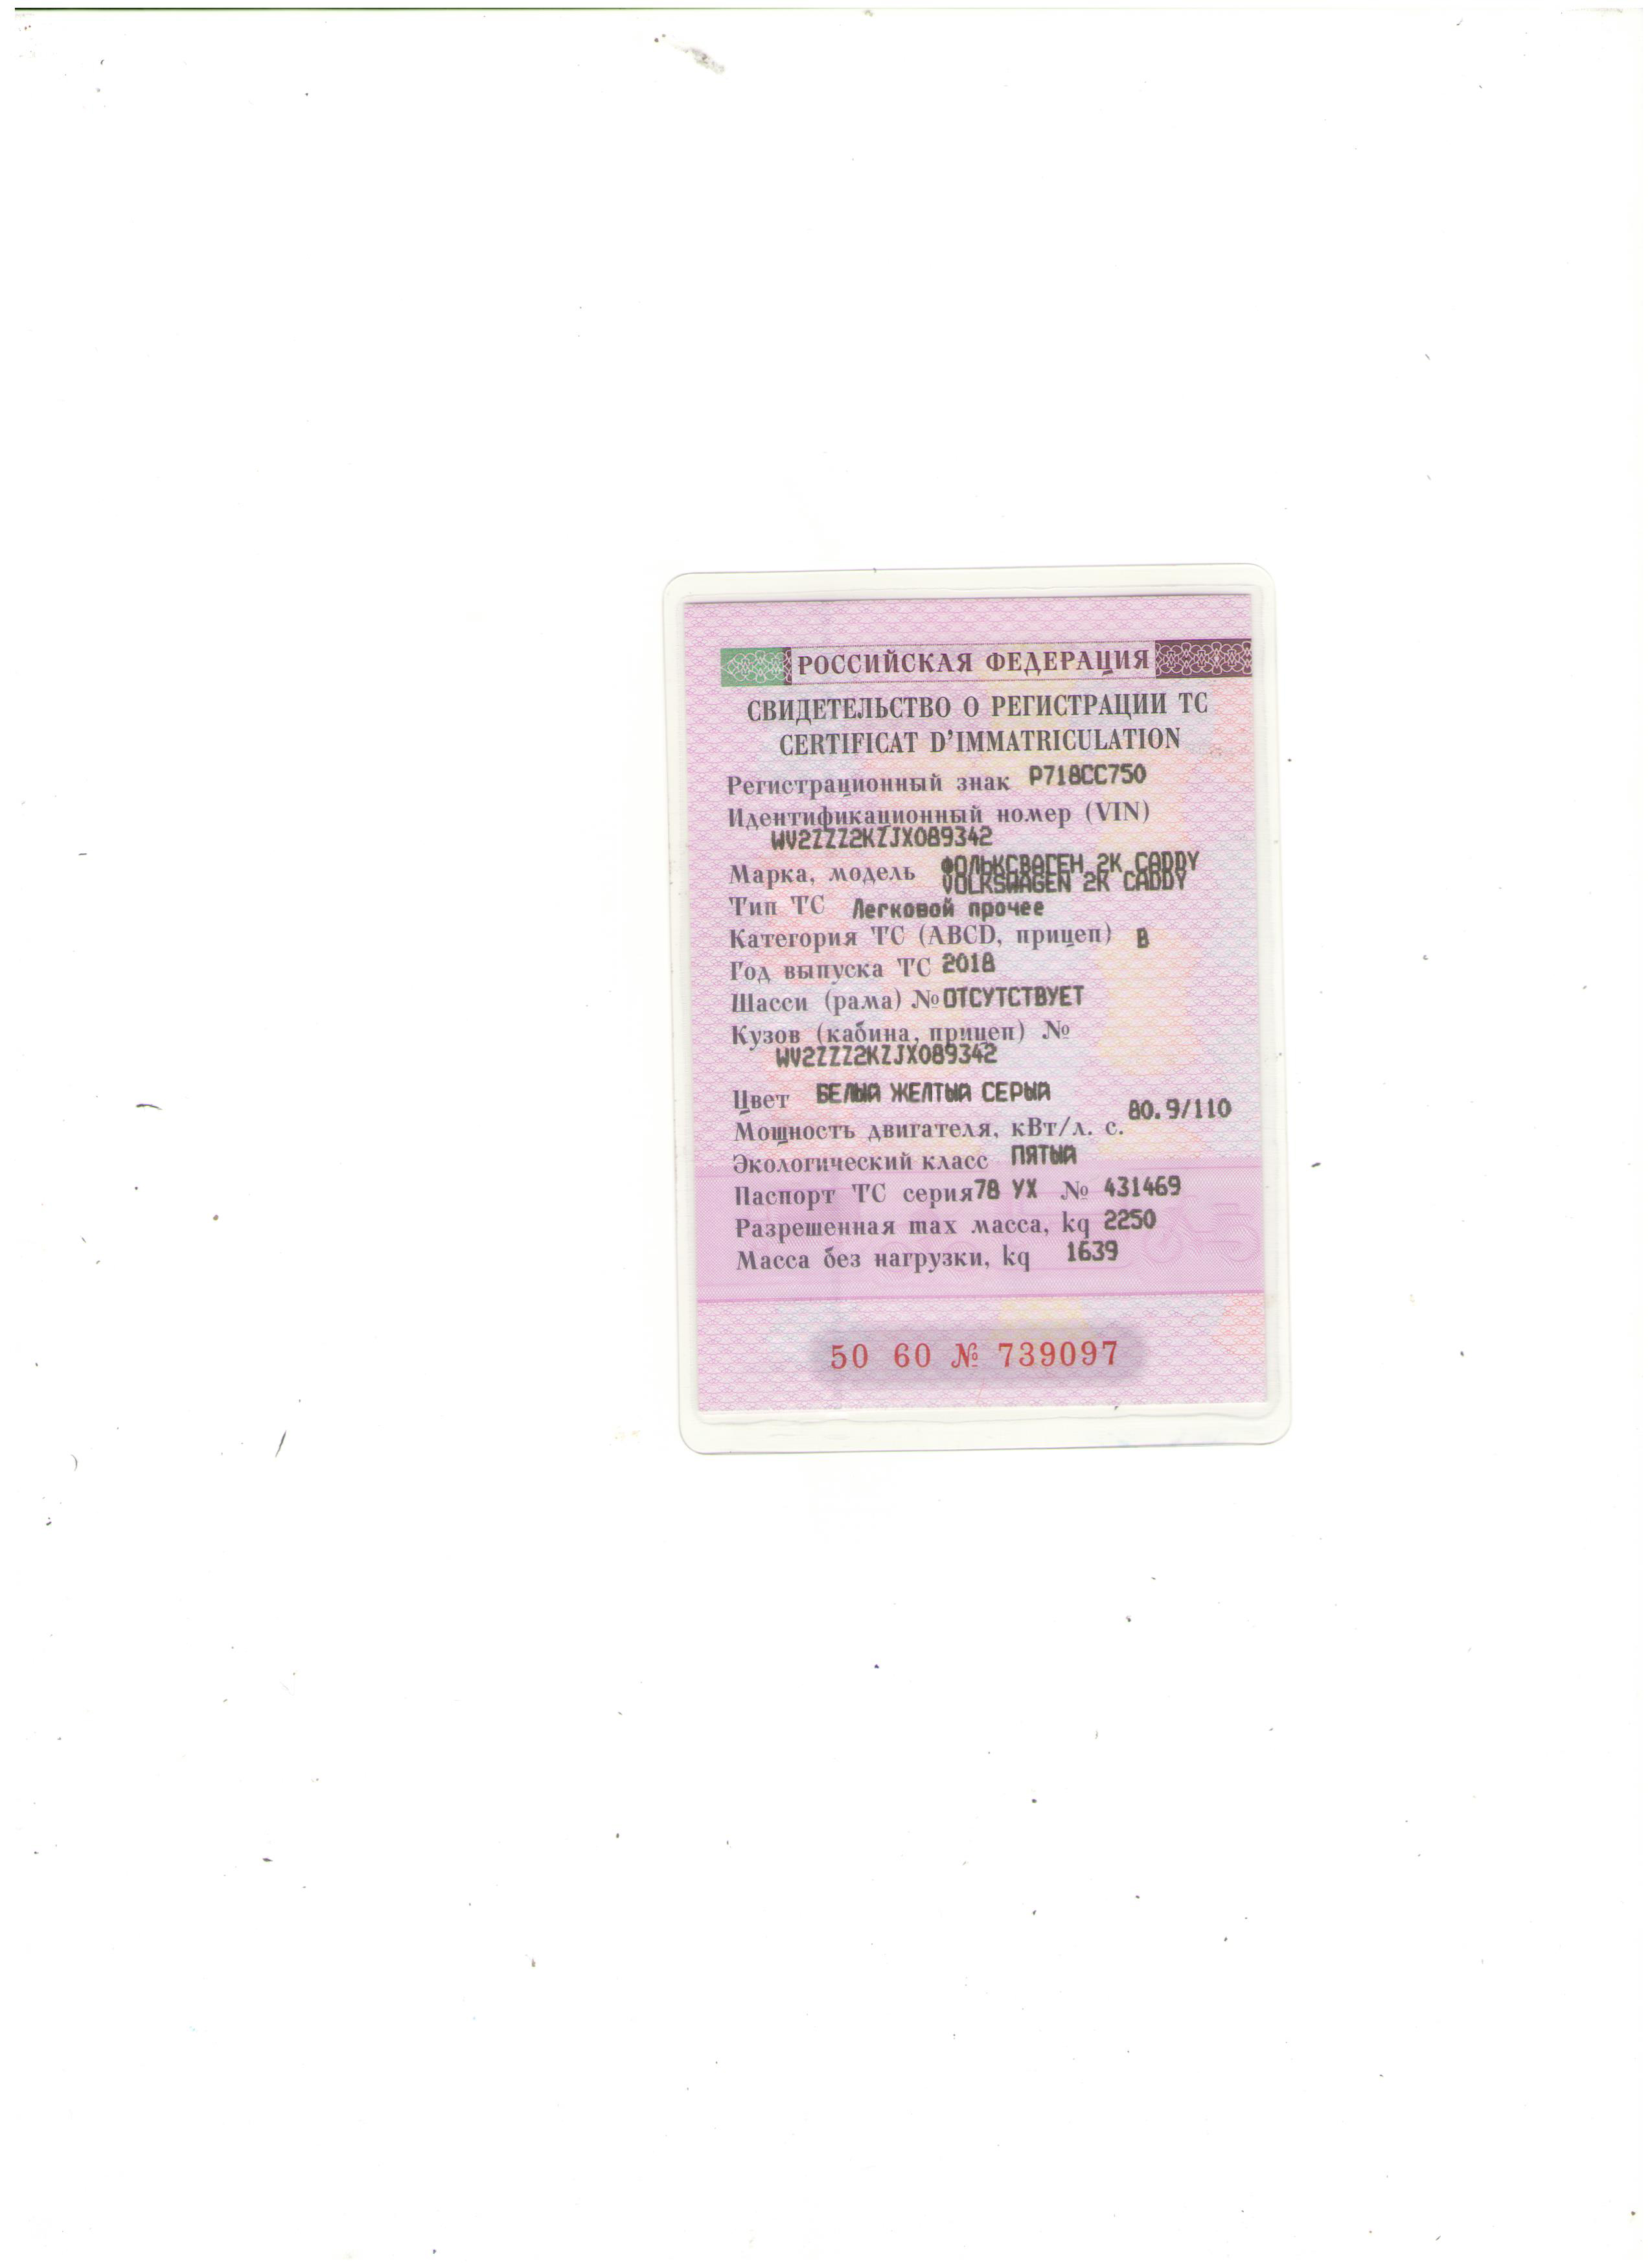 РОССИЙСКАЯ ФЕДЕРАЦИЯ
СВИДЕТЕЛЬСТВО О РЕГИСТРАЦИИ ТС
CERTIFICAT D'IMMATRICULATION
Регистрационный знак Р718СС750
Идентификационный номер (VIN)
WV2ZZZ2KZJX089342
Марка, модель ФОЛЬКСВАГЕН 2K CADDY
VOLKSWAGEN 2K CADDY
Тип ТС Легковой прочее
Категория ТС (ABCD, прицеп) B
Год выпуска ТС 2018
Шасси (рама) № ОТСУТСТВУЕТ
Кузов (кабина, прицеп) №
WV2ZZZ2KZJX089342
Цвет БЕЛЫЙ ЖЕЛТЫЙ СЕРЫЙ
Мощность двигателя, кВт/л. с. 80.9/110
Экологический класс ПЯТЫЙ
Паспорт ТС серия 78 УХ № 431469
Разрешенная max масса, kg 2250
Масса без нагрузки, kg 1639
50 60 № 739097